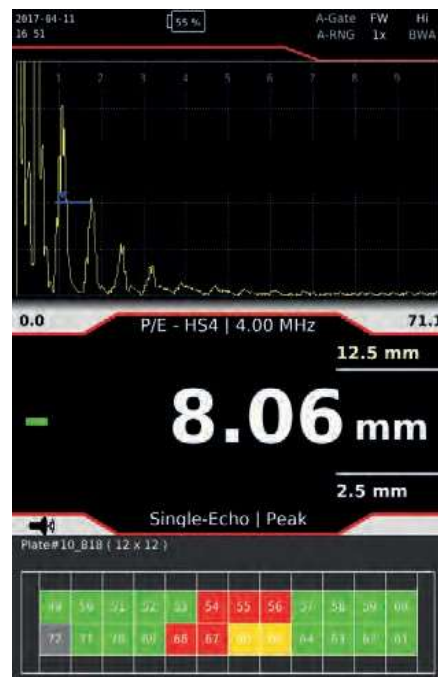 2017-04-11 55 % A-Gate FW Hi
16 51 A-RNG 1x BWA
1 2 3 4 5 6 7 8 9
0.0 P/E - HS4 | 4.00 MHz 71.1
12.5 mm
8.06 mm
2.5 mm
Single-Echo | Peak
Plate#10_B1B ( 12 x 12 )
49 50 51 52 53 54 55 56 57 58 59 60
72 71 70 69 68 67 64 63 62 61